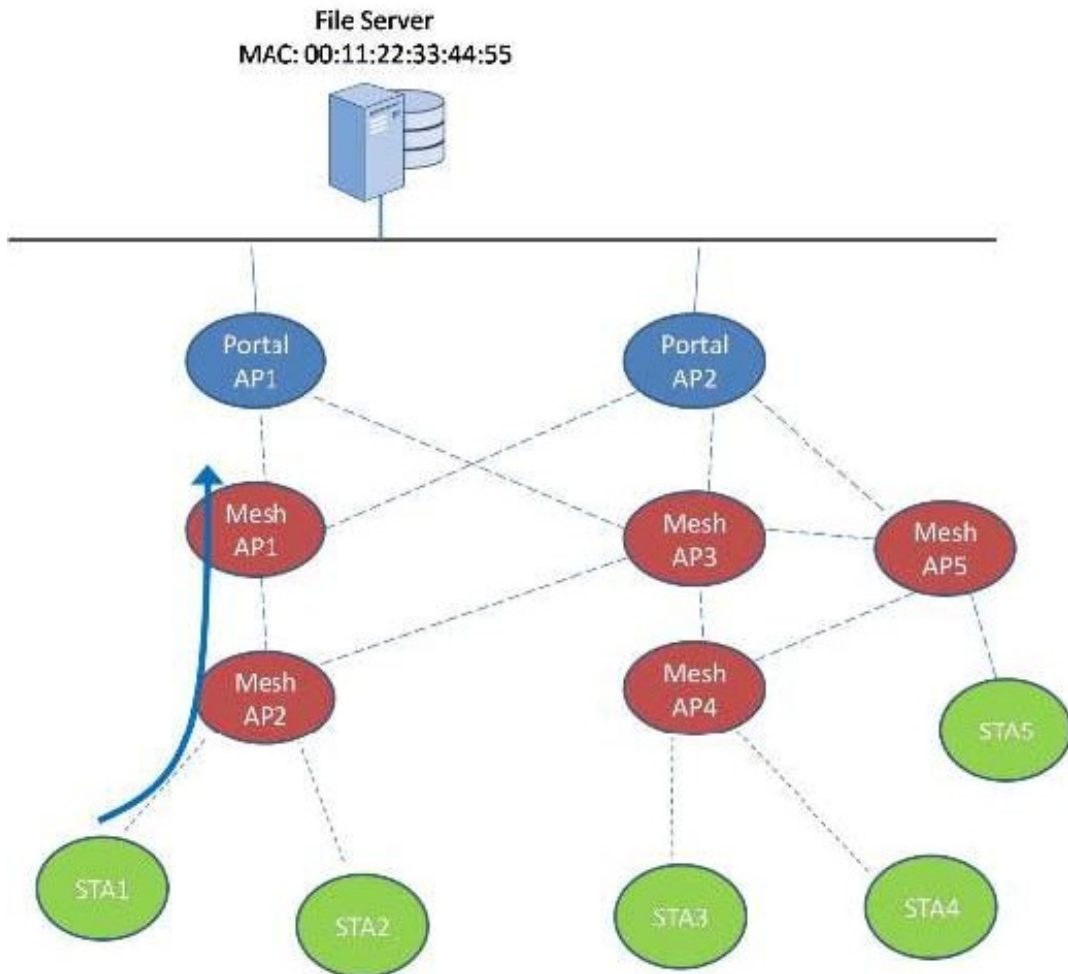 File Server
MAC: 00:11:22:33:44:55
Portal
AP1
Portal
AP2
Mesh
AP1
Mesh
AP3
Mesh
AP5
Mesh
AP2
Mesh
AP4
STA5
STA1
STA2
STA3
STA4